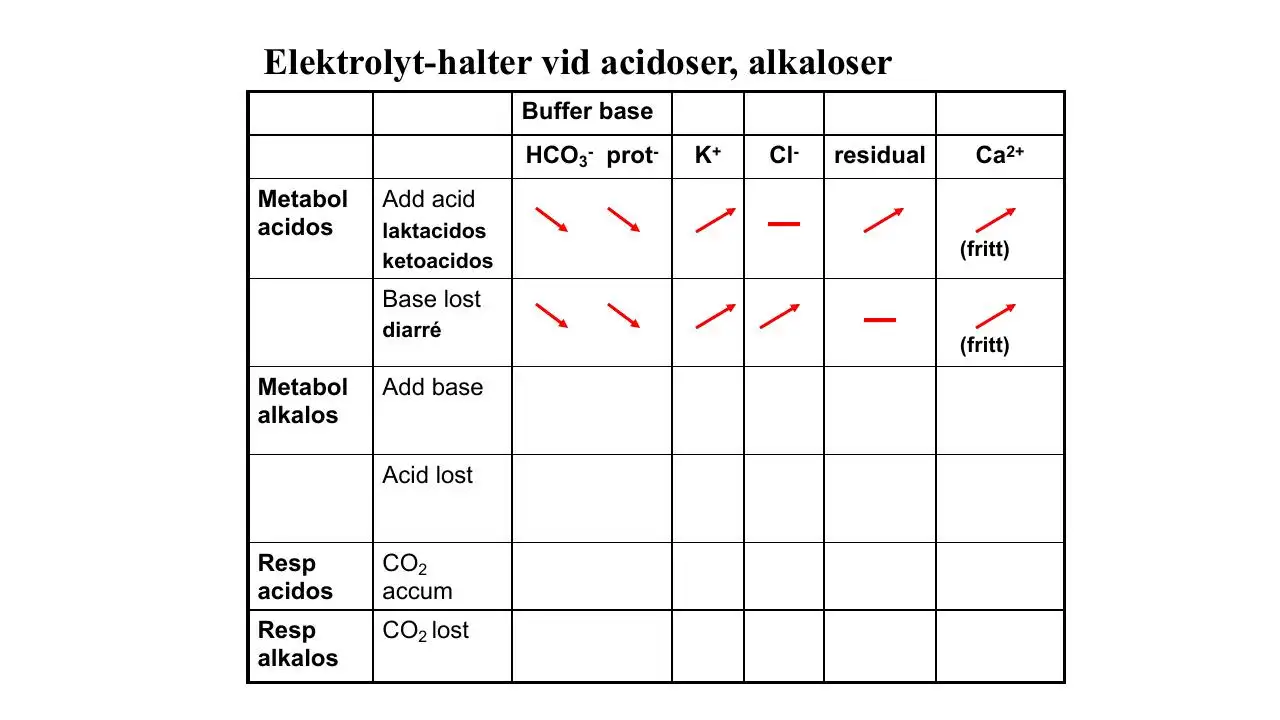 Elektrolyt-halter vid acidoser, alkaloser
Buffer base
HCO₃⁻ prot⁻ K⁺ Cl⁻ residual Ca²⁺
Metabol acidos
Add acid
laktacidos
ketoacidos
(fritt)
Base lost
diarré
(fritt)
Metabol alkalos
Add base
Acid lost
Resp acidos
CO₂ accum
Resp alkalos
CO₂ lost